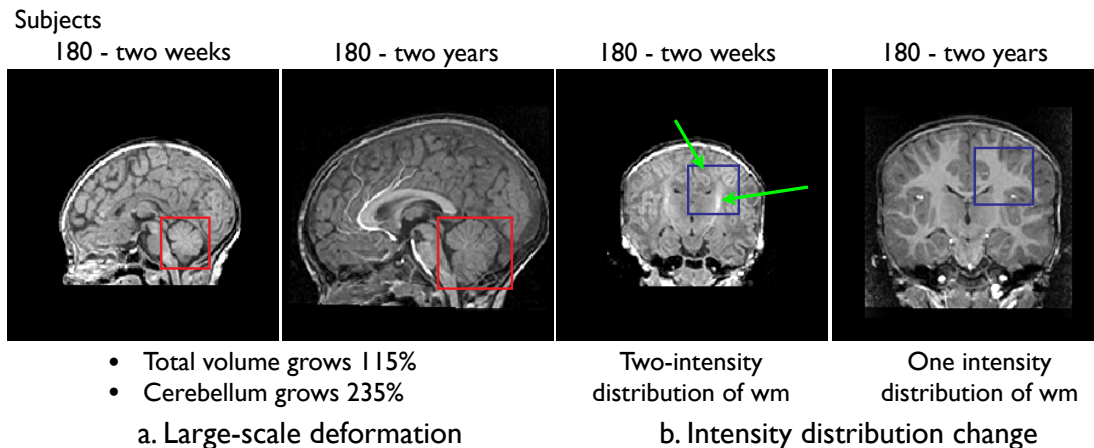 Subjects
180 - two weeks
180 - two years
180 - two weeks
180 - two years
• Total volume grows 115%
• Cerebellum grows 235%
Two-intensity
distribution of wm
One intensity
distribution of wm
a. Large-scale deformation
b. Intensity distribution change